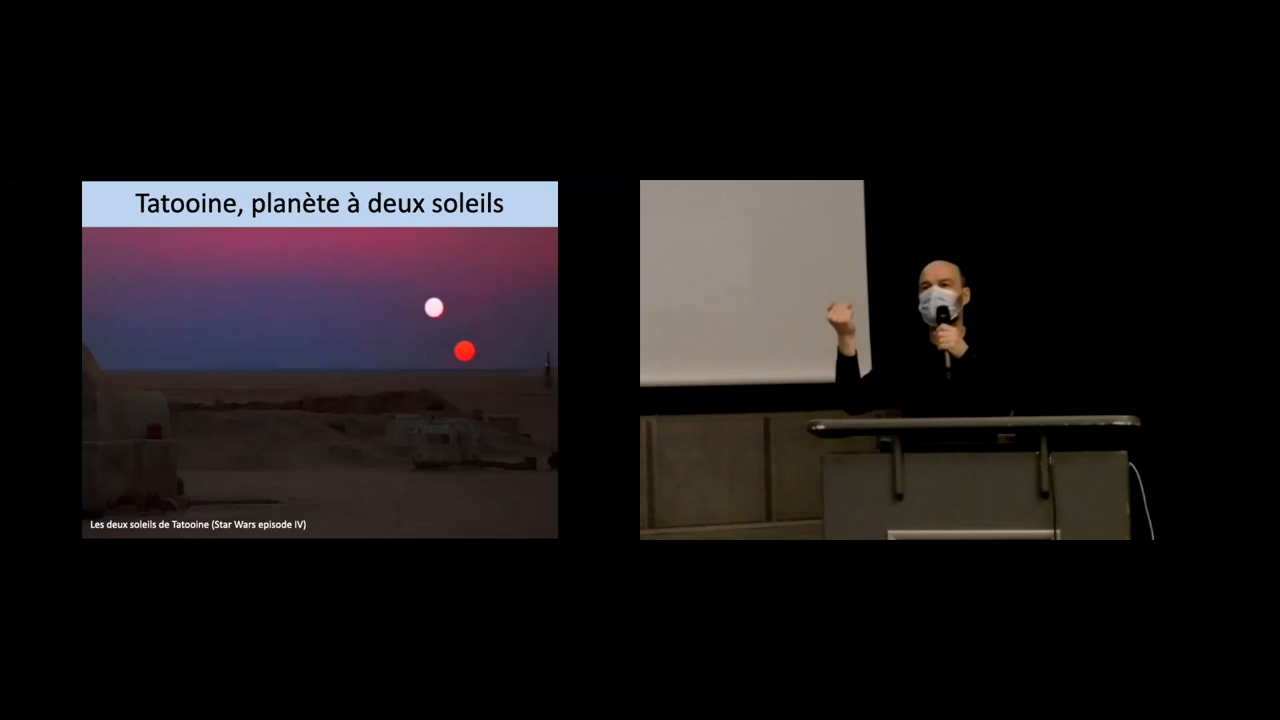 Tatooine, planète à deux soleils
Les deux soleils de Tatooine (Star Wars episode IV)